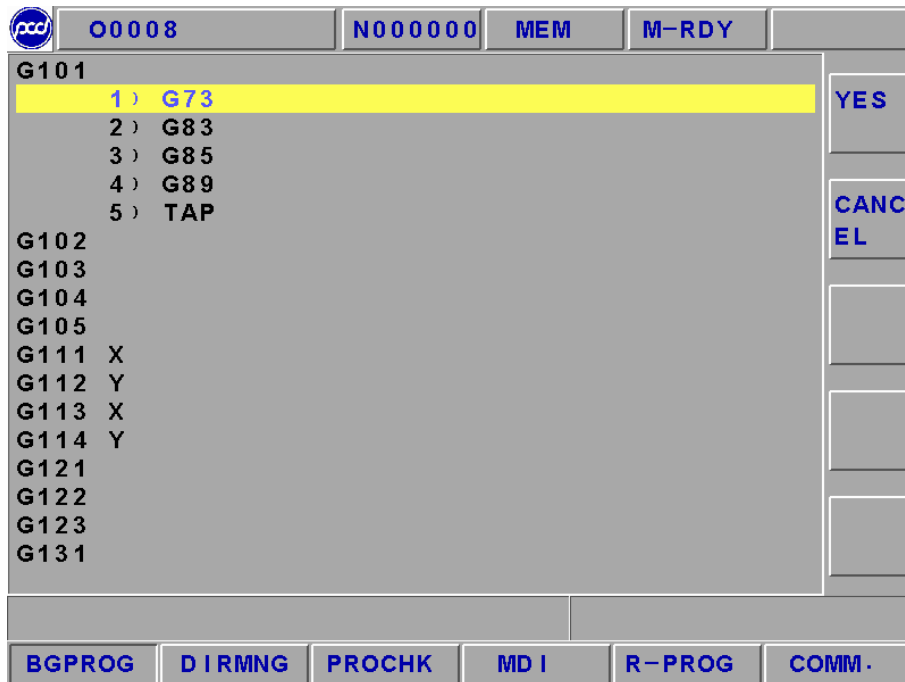 pcd O0008 N000000 MEM M-RDY
G101
1) G73
2) G83
3) G85
4) G89
5) TAP
G102
G103
G104
G105
G111 X
G112 Y
G113 X
G114 Y
G121
G122
G123
G131
YES
CANC
EL
BGPROG DIRMNG PROCHK MDI R-PROG COMM.